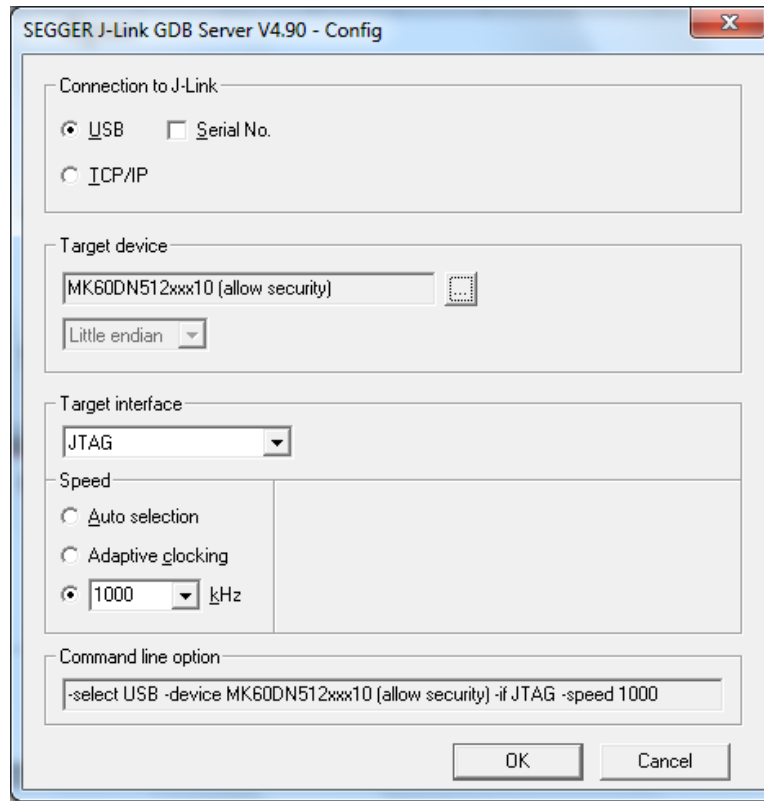 SEGGER J-Link GDB Server V4.90 - Config
Connection to J-Link
USB Serial No.
TCP/IP
Target device
MK60DN512xxx10 (allow security)
...
Little endian
Target interface
JTAG
Speed
Auto selection
Adaptive clocking
1000 kHz
Command line option
-select USB -device MK60DN512xxx10 (allow security) -if JTAG -speed 1000
OK Cancel